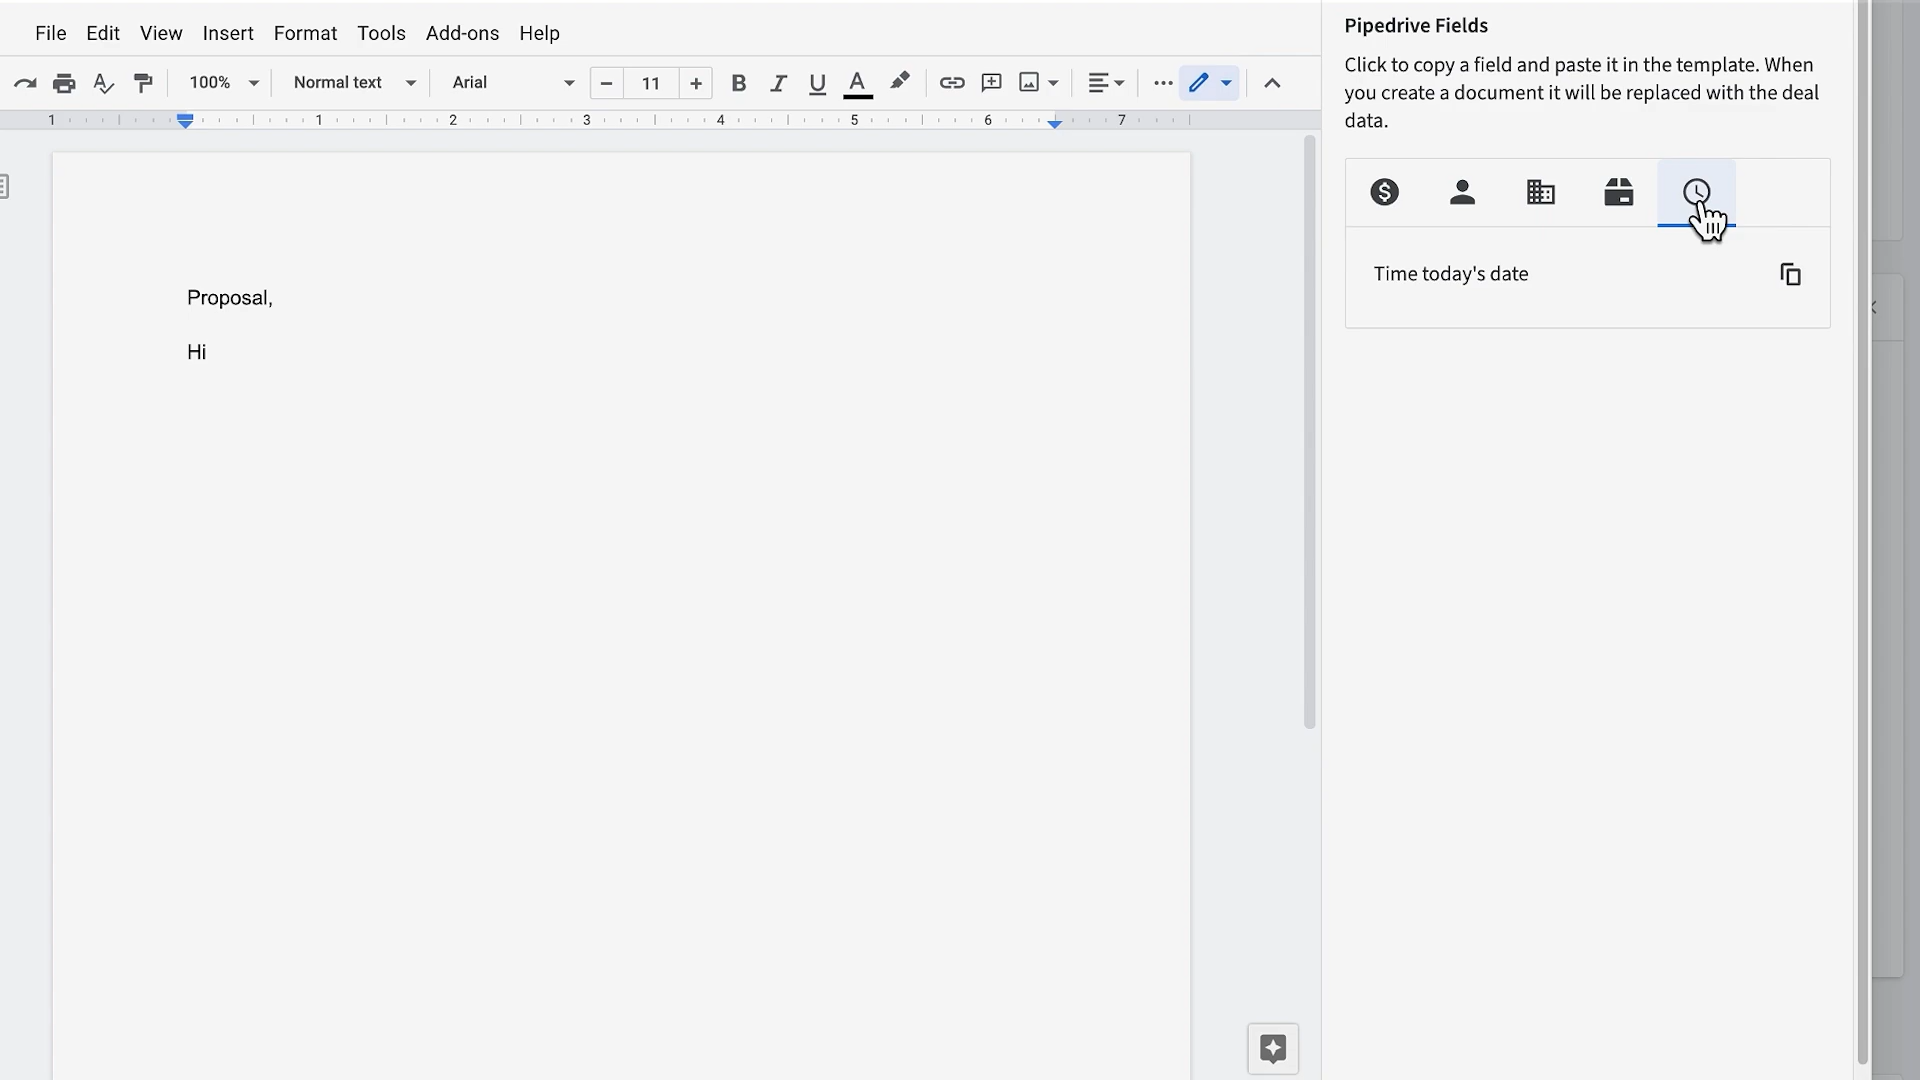 File Edit View Insert Format Tools Add-ons Help
100% Normal text Arial 11
1 1 2 3 4 5 6 7
Proposal,
Hi
Pipedrive Fields
Click to copy a field and paste it in the template. When
you create a document it will be replaced with the deal
data.
Time today's date